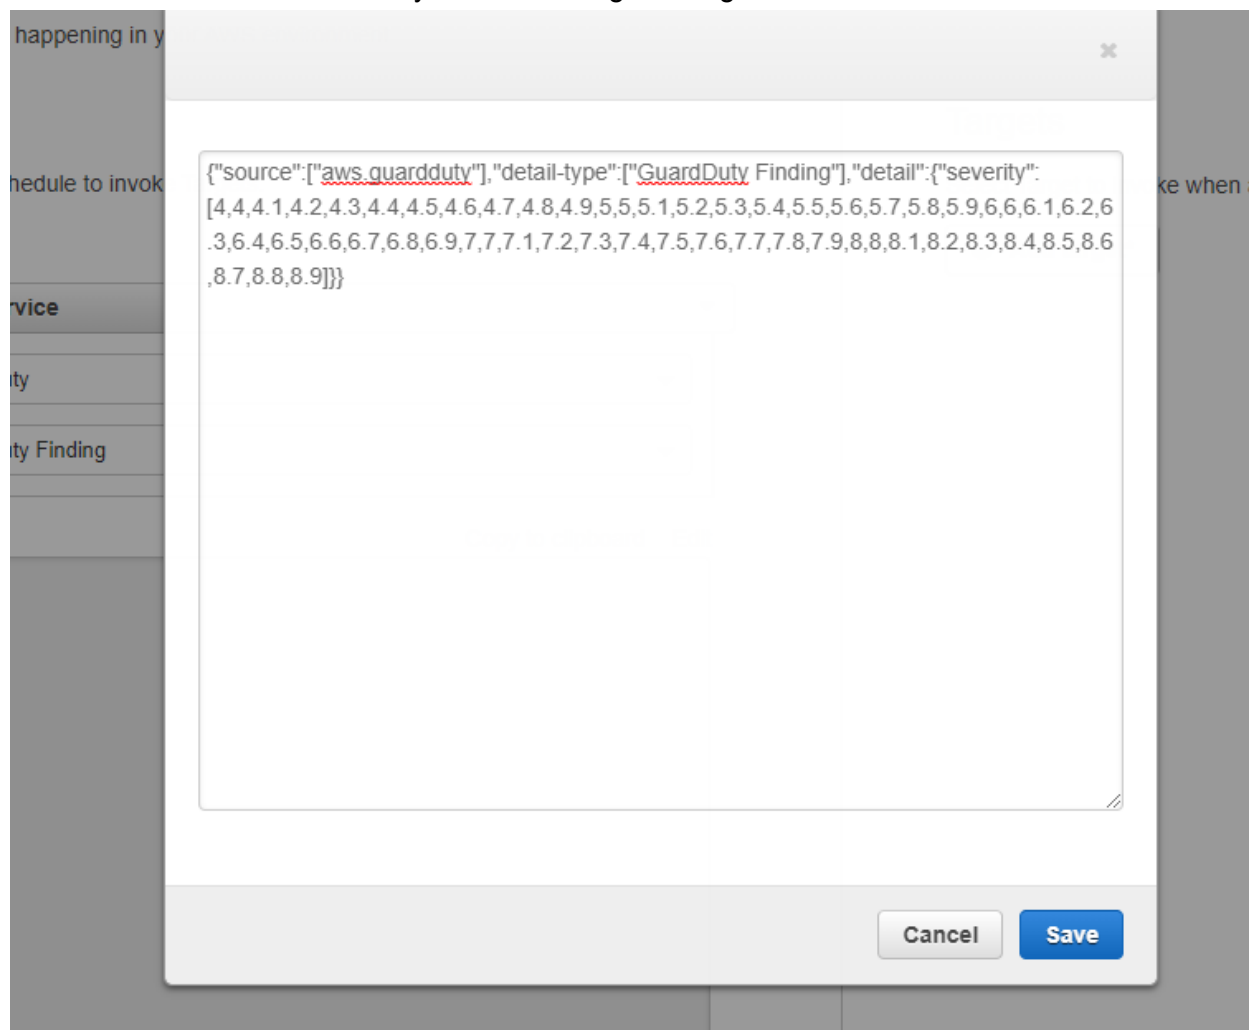 happening in y
×
hedule to invok
ke when
{"source":["aws.guardduty"],"detail-type":["GuardDuty Finding"],"detail":{"severity":
[4,4,4.1,4.2,4.3,4.4,4.5,4.6,4.7,4.8,4.9,5,5,5.1,5.2,5.3,5.4,5.5,5.6,5.7,5.8,5.9,6,6,6.1,6.2,6
.3,6.4,6.5,6.6,6.7,6.8,6.9,7,7,7.1,7.2,7.3,7.4,7.5,7.6,7.7,7.8,7.9,8,8,8.1,8.2,8.3,8.4,8.5,8.6
,8.7,8.8,8.9]}}
rvice
ity
ity Finding
Cancel
Save